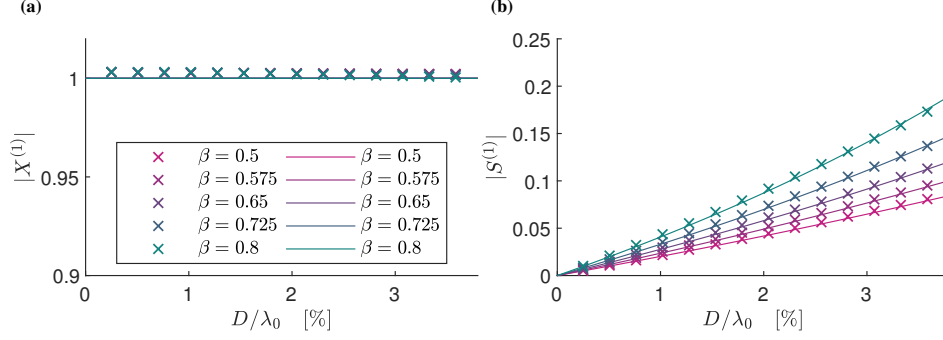 (a)
1
0.95
0.9
|X^{(1)}|
β = 0.5 β = 0.5
β = 0.575 β = 0.575
β = 0.65 β = 0.65
β = 0.725 β = 0.725
β = 0.8 β = 0.8
0 1 2 3
D/λ₀ [%]
(b)
0.25
0.2
0.15
0.1
0.05
0
|S^{(1)}|
0 1 2 3
D/λ₀ [%]